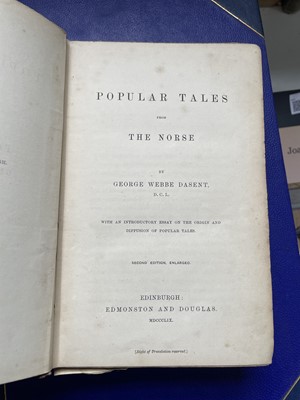 POPULAR TALES
FROM
THE NORSE
BY
GEORGE WEBBE DASENT,
D. C. L.
WITH AN INTRODUCTORY ESSAY ON THE ORIGIN AND
DIFFUSION OF POPULAR TALES.
SECOND EDITION, ENLARGED.
EDINBURGH:
EDMONSTON AND DOUGLAS.
MDCCCLIX.
(Right of Translation reserved.)